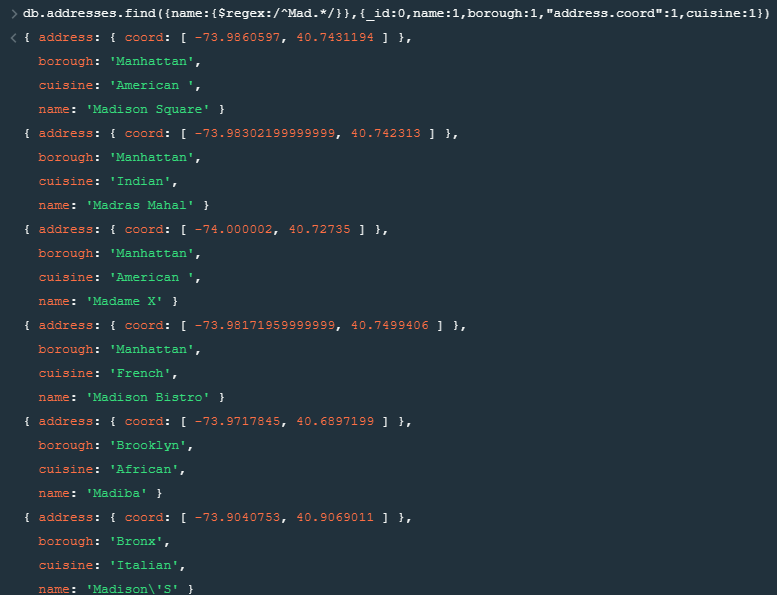 > db.addresses.find({name:{$regex:/^Mad.*/}},{_id:0,name:1,borough:1,"address.coord":1,cuisine:1})
< { address: { coord: [ -73.9860597, 40.7431194 ] },
borough: 'Manhattan',
cuisine: 'American ',
name: 'Madison Square' }
{ address: { coord: [ -73.98302199999999, 40.742313 ] },
borough: 'Manhattan',
cuisine: 'Indian',
name: 'Madras Mahal' }
{ address: { coord: [ -74.000002, 40.72735 ] },
borough: 'Manhattan',
cuisine: 'American ',
name: 'Madame X' }
{ address: { coord: [ -73.98171959999999, 40.7499406 ] },
borough: 'Manhattan',
cuisine: 'French',
name: 'Madison Bistro' }
{ address: { coord: [ -73.9717845, 40.6897199 ] },
borough: 'Brooklyn',
cuisine: 'African',
name: 'Madiba' }
{ address: { coord: [ -73.9040753, 40.9069011 ] },
borough: 'Bronx',
cuisine: 'Italian',
name: 'Madison\'S' }